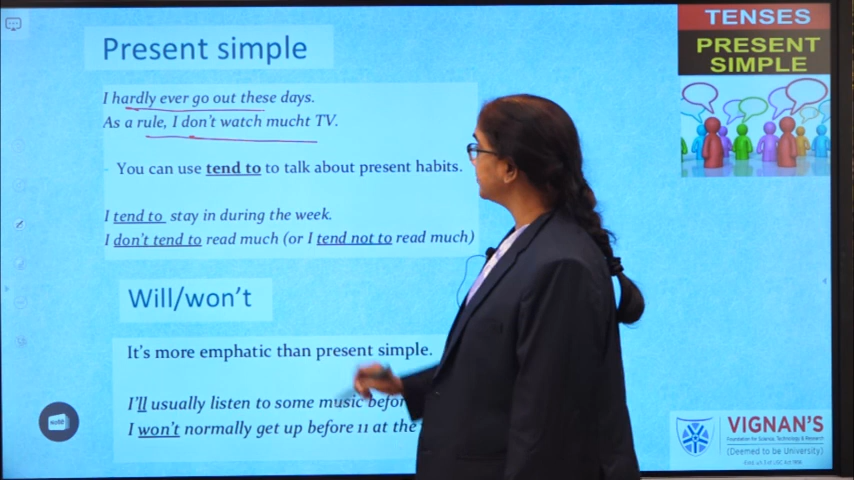 TENSES
PRESENT
SIMPLE
Present simple
I hardly ever go out these days.
As a rule, I don't watch mucht TV.
You can use tend to to talk about present habits.
I tend to stay in during the week.
I don't tend to read much (or I tend not to read much)
Will/won't
It's more emphatic than present simple.
I'll usually listen to some music befor
I won't normally get up before 11 at the
VIGNAN'S
Foundation for Science, Technology & Research
(Deemed to be University)